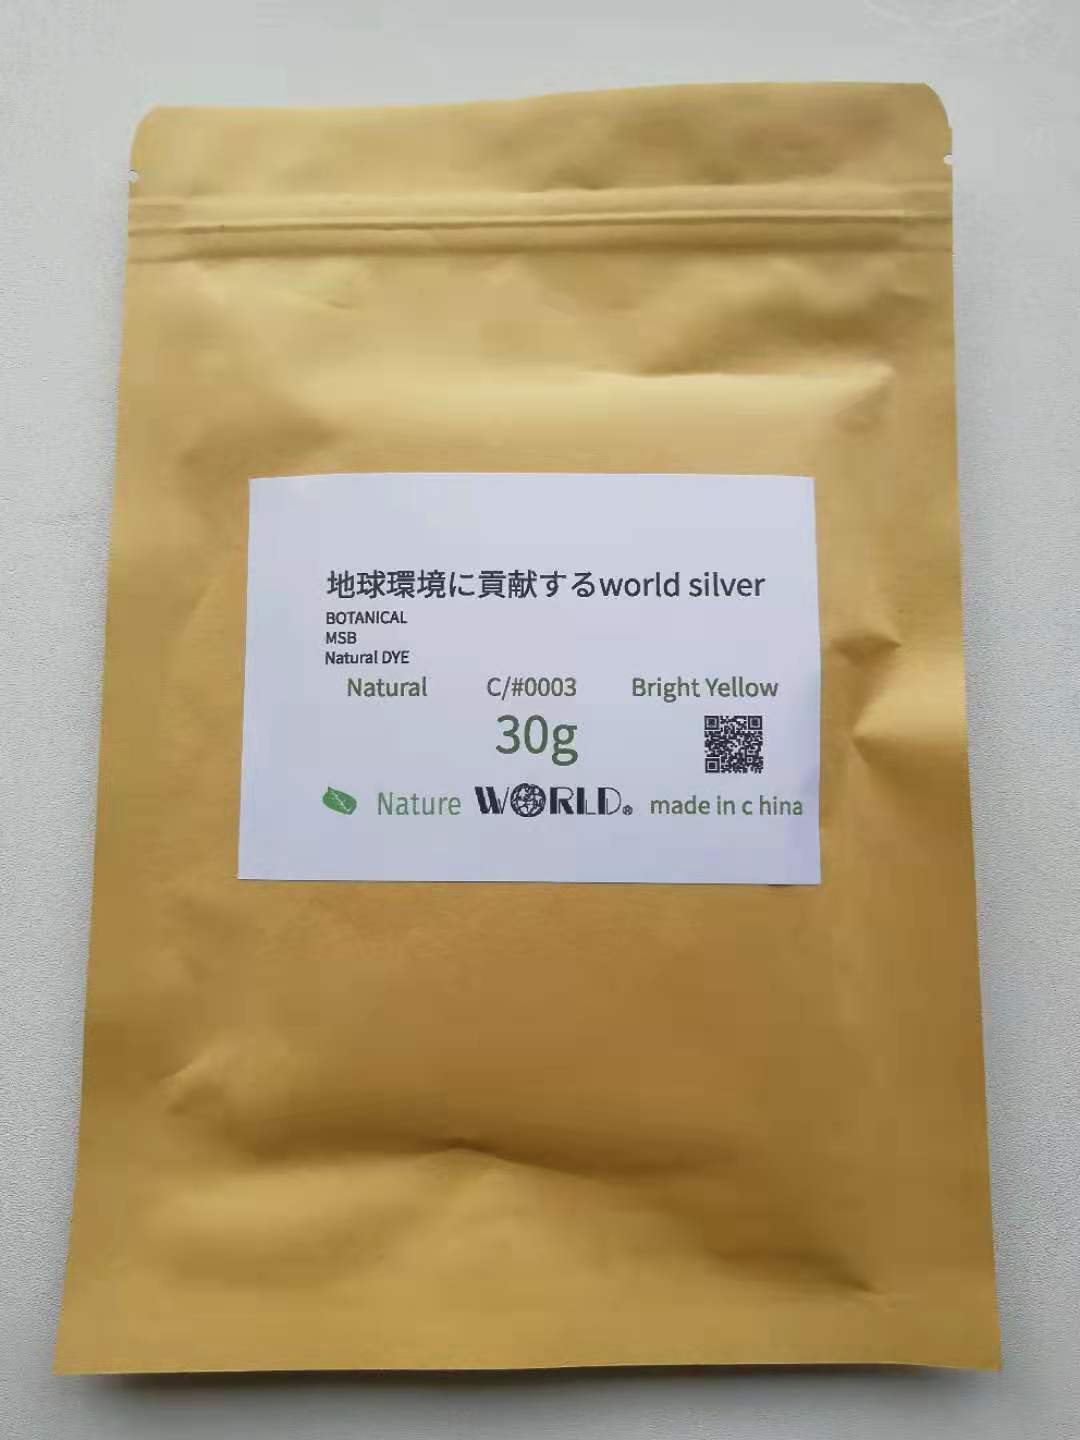 地球環境に貢献するworld silver
BOTANICAL
MSB
Natural DYE
Natural C/#0003 Bright Yellow
30g
Nature WORLD® made in c hina